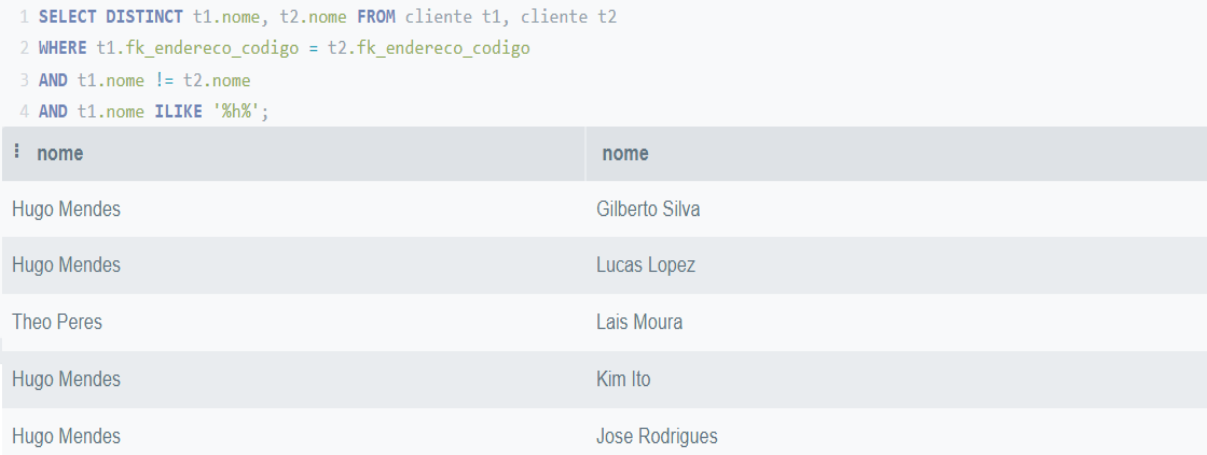 1 SELECT DISTINCT t1.nome, t2.nome FROM cliente t1, cliente t2
2 WHERE t1.fk_endereco_codigo = t2.fk_endereco_codigo
3 AND t1.nome != t2.nome
4 AND t1.nome ILIKE '%h%';
nome nome
Hugo Mendes Gilberto Silva
Hugo Mendes Lucas Lopez
Theo Peres Lais Moura
Hugo Mendes Kim Ito
Hugo Mendes Jose Rodrigues